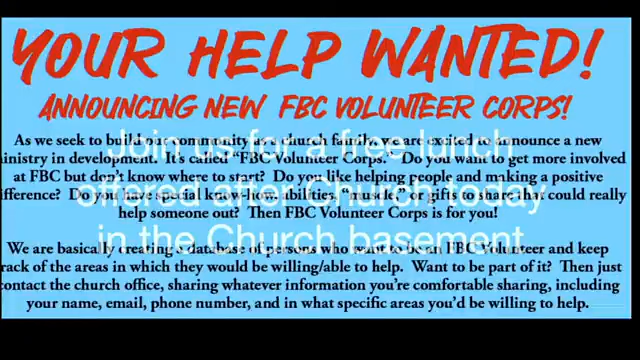 YOUR HELP WANTED!
ANNOUNCING NEW FBC VOLUNTEER CORPS!
As we seek to build our community as a church family, we are excited to announce a new
inistry in development. It's called "FBC Volunteer Corps." Do you want to get more involved
at FBC but don't know where to start? Do you like helping people and making a positive
ifference? Do you have special know-how, abilities, "muscle," or gifts to share that could really
help someone out? Then FBC Volunteer Corps is for you!
We are basically creating a database of persons who want to be an FBC Volunteer and keep
rack of the areas in which they would be willing/able to help. Want to be part of it? Then just
contact the church office, sharing whatever information you're comfortable sharing, including
your name, email, phone number, and in what specific areas you'd be willing to help.
Join us for a free lunch
offered after Church today
in the Church basement